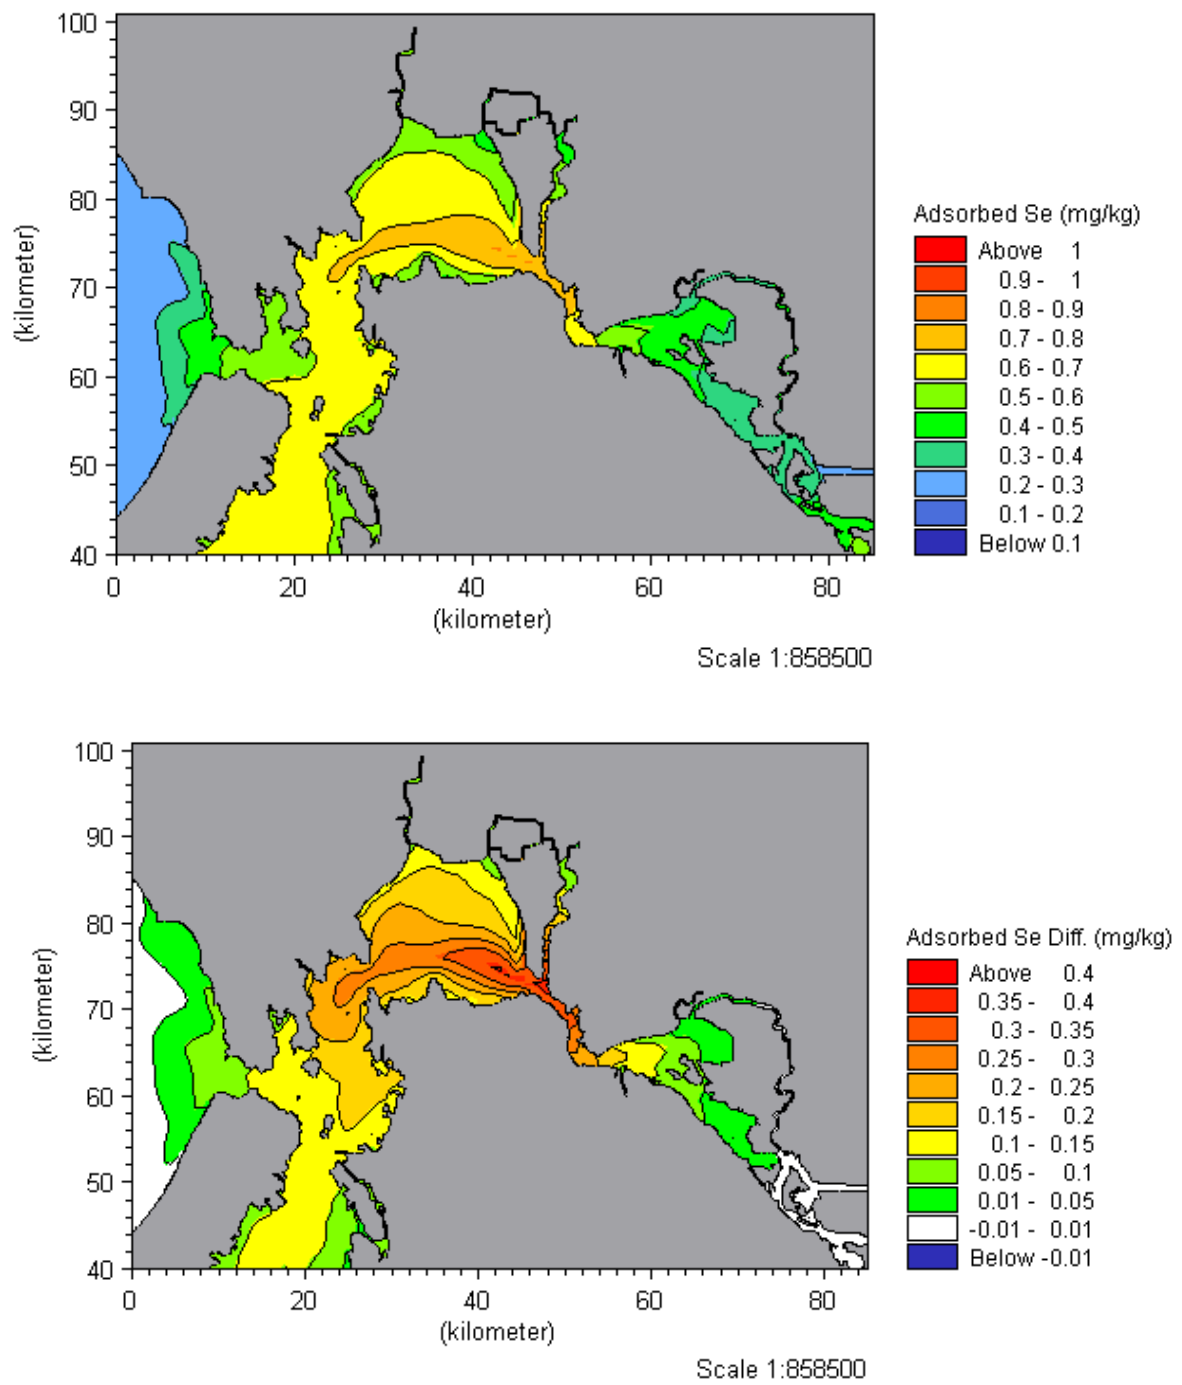 100
90
80
70
60
50
40
(kilometer)
0 20 40 60 80
(kilometer)
Scale 1:858500
Adsorbed Se (mg/kg)
Above 1
0.9 - 1
0.8 - 0.9
0.7 - 0.8
0.6 - 0.7
0.5 - 0.6
0.4 - 0.5
0.3 - 0.4
0.2 - 0.3
0.1 - 0.2
Below 0.1
100
90
80
70
60
50
40
(kilometer)
0 20 40 60 80
(kilometer)
Scale 1:858500
Adsorbed Se Diff. (mg/kg)
Above 0.4
0.35 - 0.4
0.3 - 0.35
0.25 - 0.3
0.2 - 0.25
0.15 - 0.2
0.1 - 0.15
0.05 - 0.1
0.01 - 0.05
-0.01 - 0.01
Below -0.01